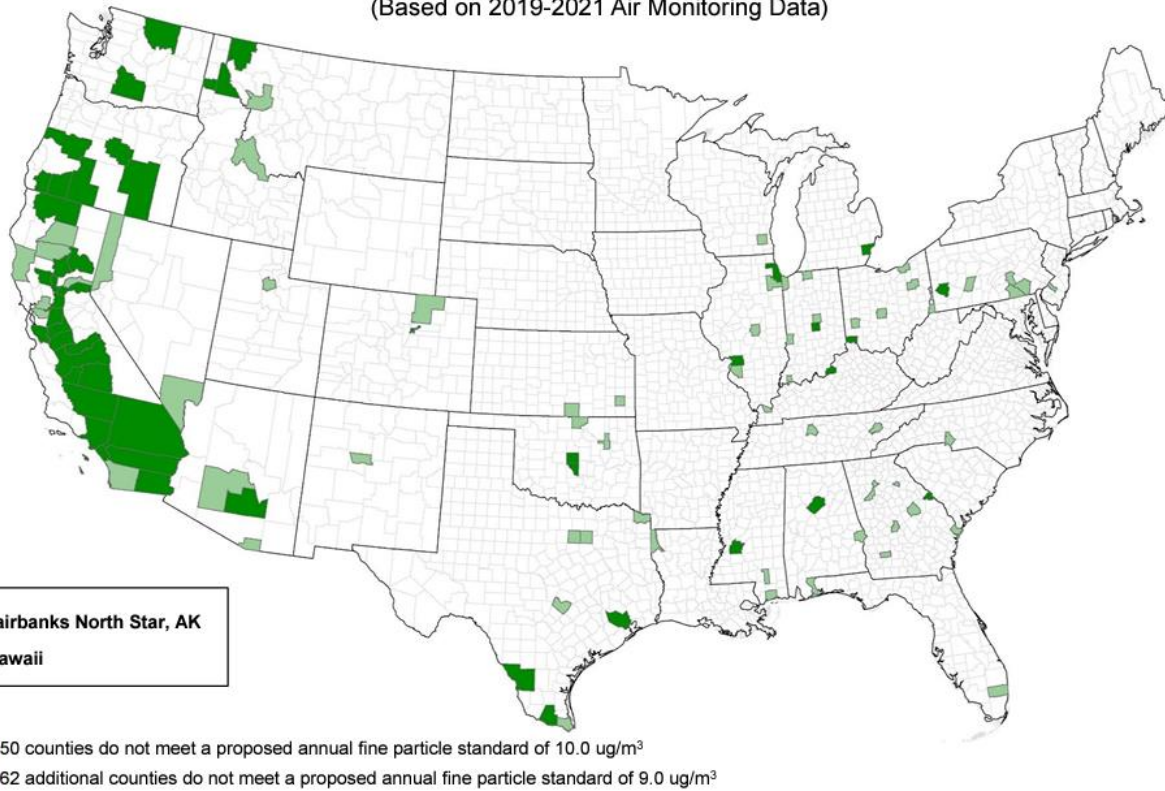 (Based on 2019-2021 Air Monitoring Data)
airbanks North Star, AK
awaii
50 counties do not meet a proposed annual fine particle standard of 10.0 ug/m³
62 additional counties do not meet a proposed annual fine particle standard of 9.0 ug/m³